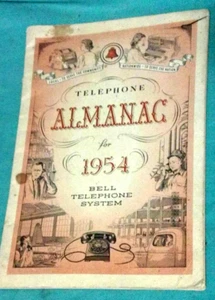 TELEPHONE
ALMANAC
for
1954
BELL
TELEPHONE
SYSTEM